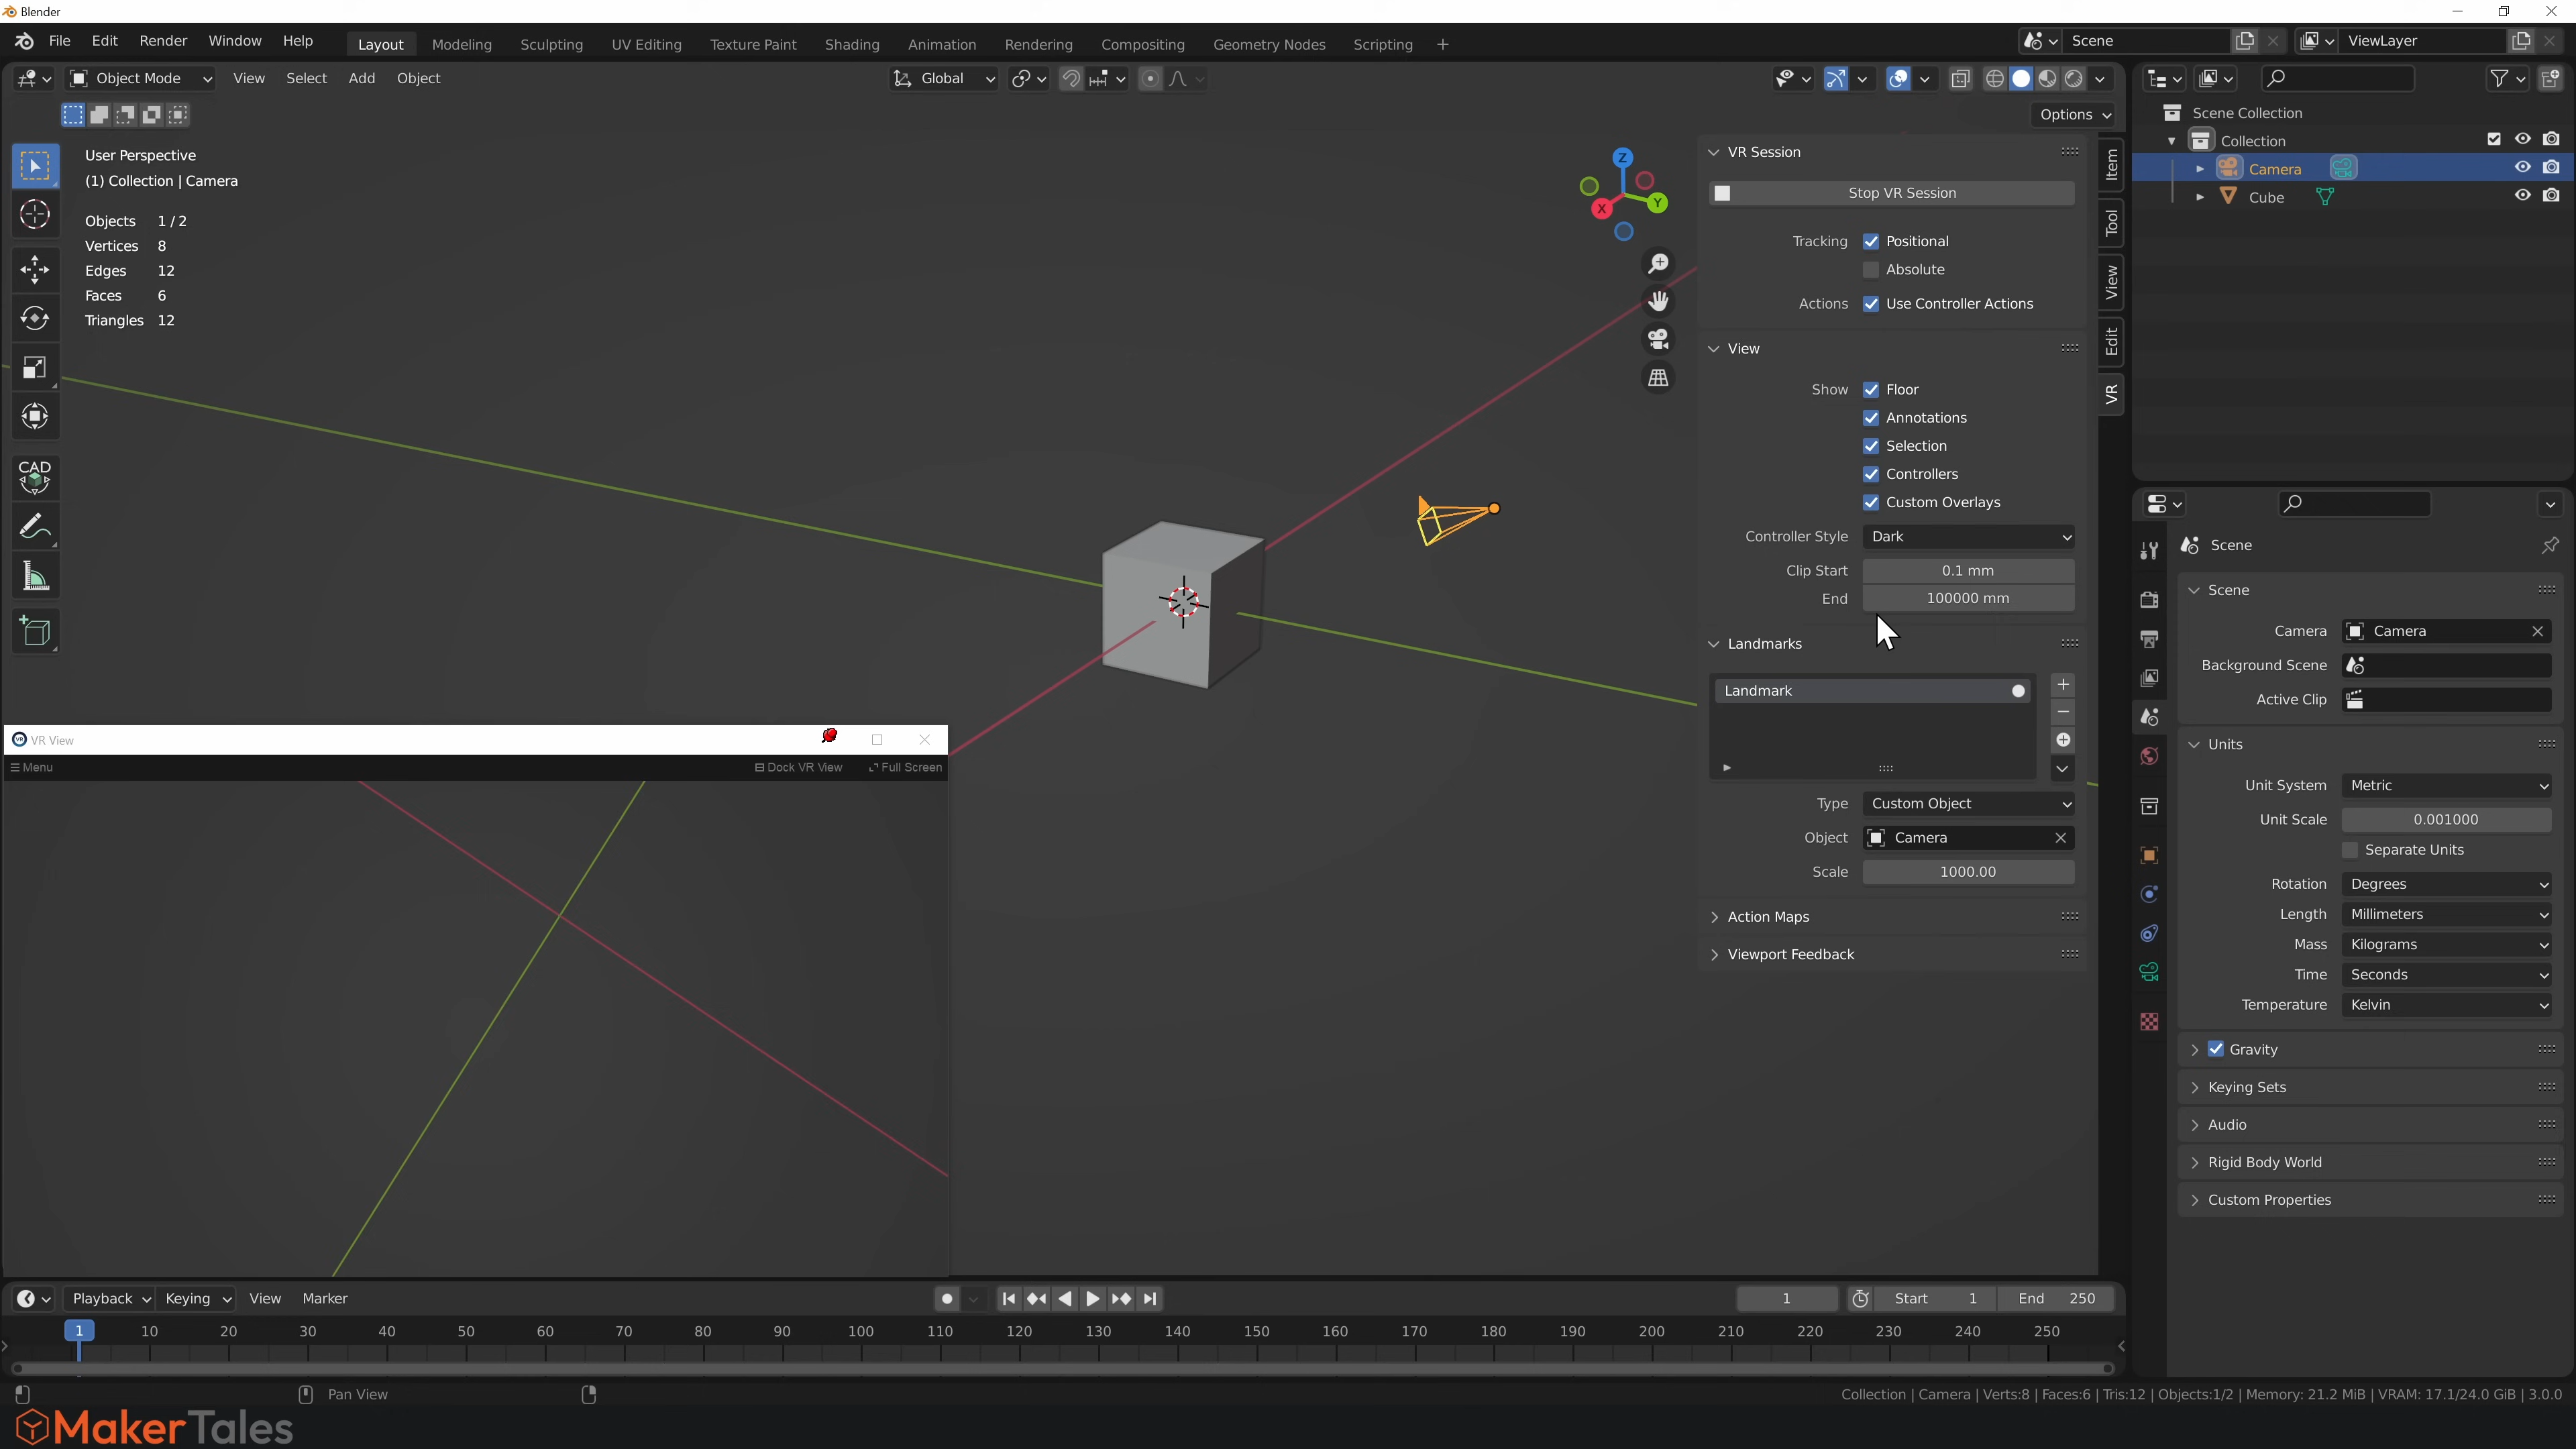 Blender
File Edit Render Window Help Layout Modeling Sculpting UV Editing Texture Paint Shading Animation Rendering Compositing Geometry Nodes Scripting + Scene ViewLayer
Object Mode View Select Add Object Global
Options
User Perspective
(1) Collection | Camera
Objects 1 / 2
Vertices 8
Edges 12
Faces 6
Triangles 12
CAD
Z
X
Y
VR Session
Stop VR Session
Tracking Positional
Absolute
Actions Use Controller Actions
View
Show Floor
Annotations
Selection
Controllers
Custom Overlays
Controller Style Dark
Clip Start 0.1 mm
End 100000 mm
Landmarks
Landmark
Type Custom Object
Object Camera
Scale 1000.00
Action Maps
Viewport Feedback
Item
Tool
View
Edit
VR
Scene Collection
Collection
Camera
Cube
Scene
Scene
Camera Camera
Background Scene
Active Clip
Units
Unit System Metric
Unit Scale 0.001000
Separate Units
Rotation Degrees
Length Millimeters
Mass Kilograms
Time Seconds
Temperature Kelvin
Gravity
Keying Sets
Audio
Rigid Body World
Custom Properties
VR VR View
Menu Dock VR View Full Screen
Playback Keying View Marker 1 Start 1 End 250
1 10 20 30 40 50 60 70 80 90 100 110 120 130 140 150 160 170 180 190 200 210 220 230 240 250
Pan View Collection | Camera | Verts:8 | Faces:6 | Tris:12 | Objects:1/2 | Memory: 21.2 MiB | VRAM: 17.1/24.0 GiB | 3.0.0
MakerTales